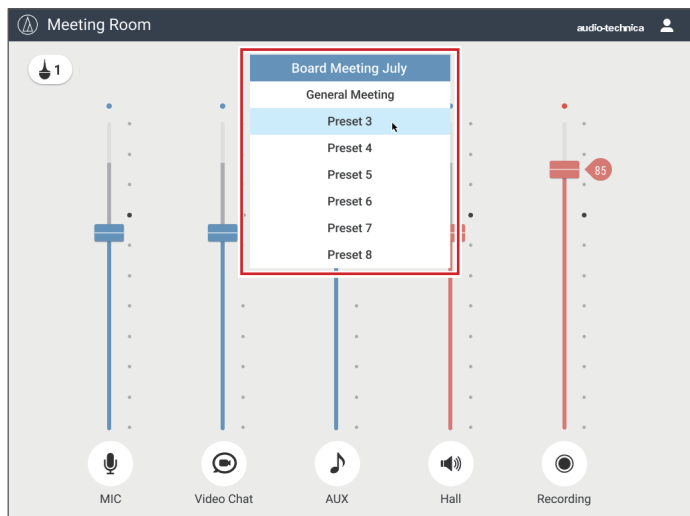 Meeting Room
audio-technica
1
Board Meeting July
General Meeting
Preset 3
Preset 4
Preset 5
Preset 6
Preset 7
Preset 8
85
MIC
Video Chat
AUX
Hall
Recording